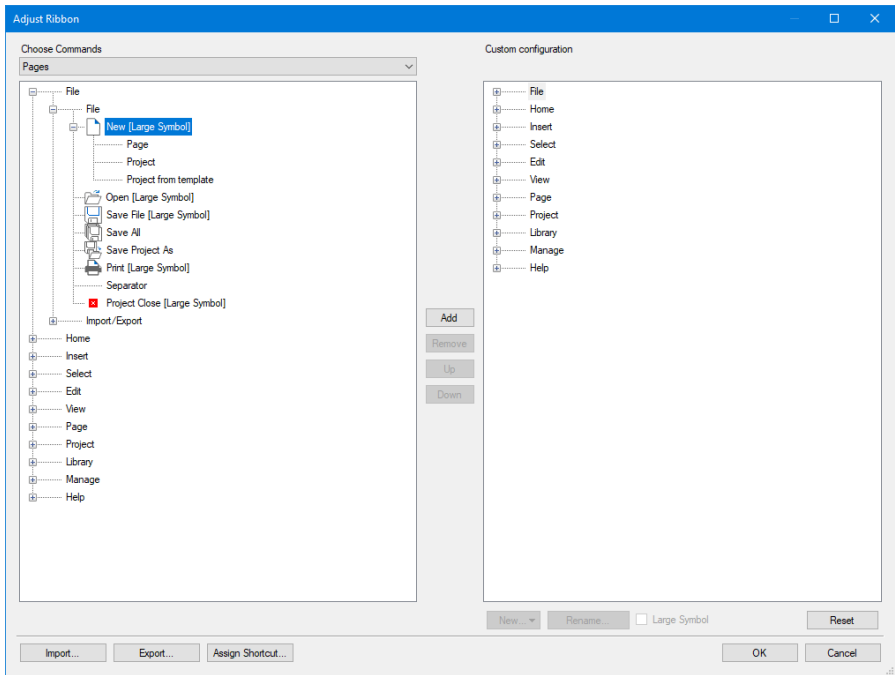 Adjust Ribbon
Choose Commands
Pages
File
File
New [Large Symbol]
Page
Project
Project from template
Open [Large Symbol]
Save File [Large Symbol]
Save All
Save Project As
Print [Large Symbol]
Separator
Project Close [Large Symbol]
Import/Export
Home
Insert
Select
Edit
View
Page
Project
Library
Manage
Help
Add
Remove
Up
Down
Custom configuration
File
Home
Insert
Select
Edit
View
Page
Project
Library
Manage
Help
New...
Rename...
Large Symbol
Reset
Import...
Export...
Assign Shortcut...
OK
Cancel